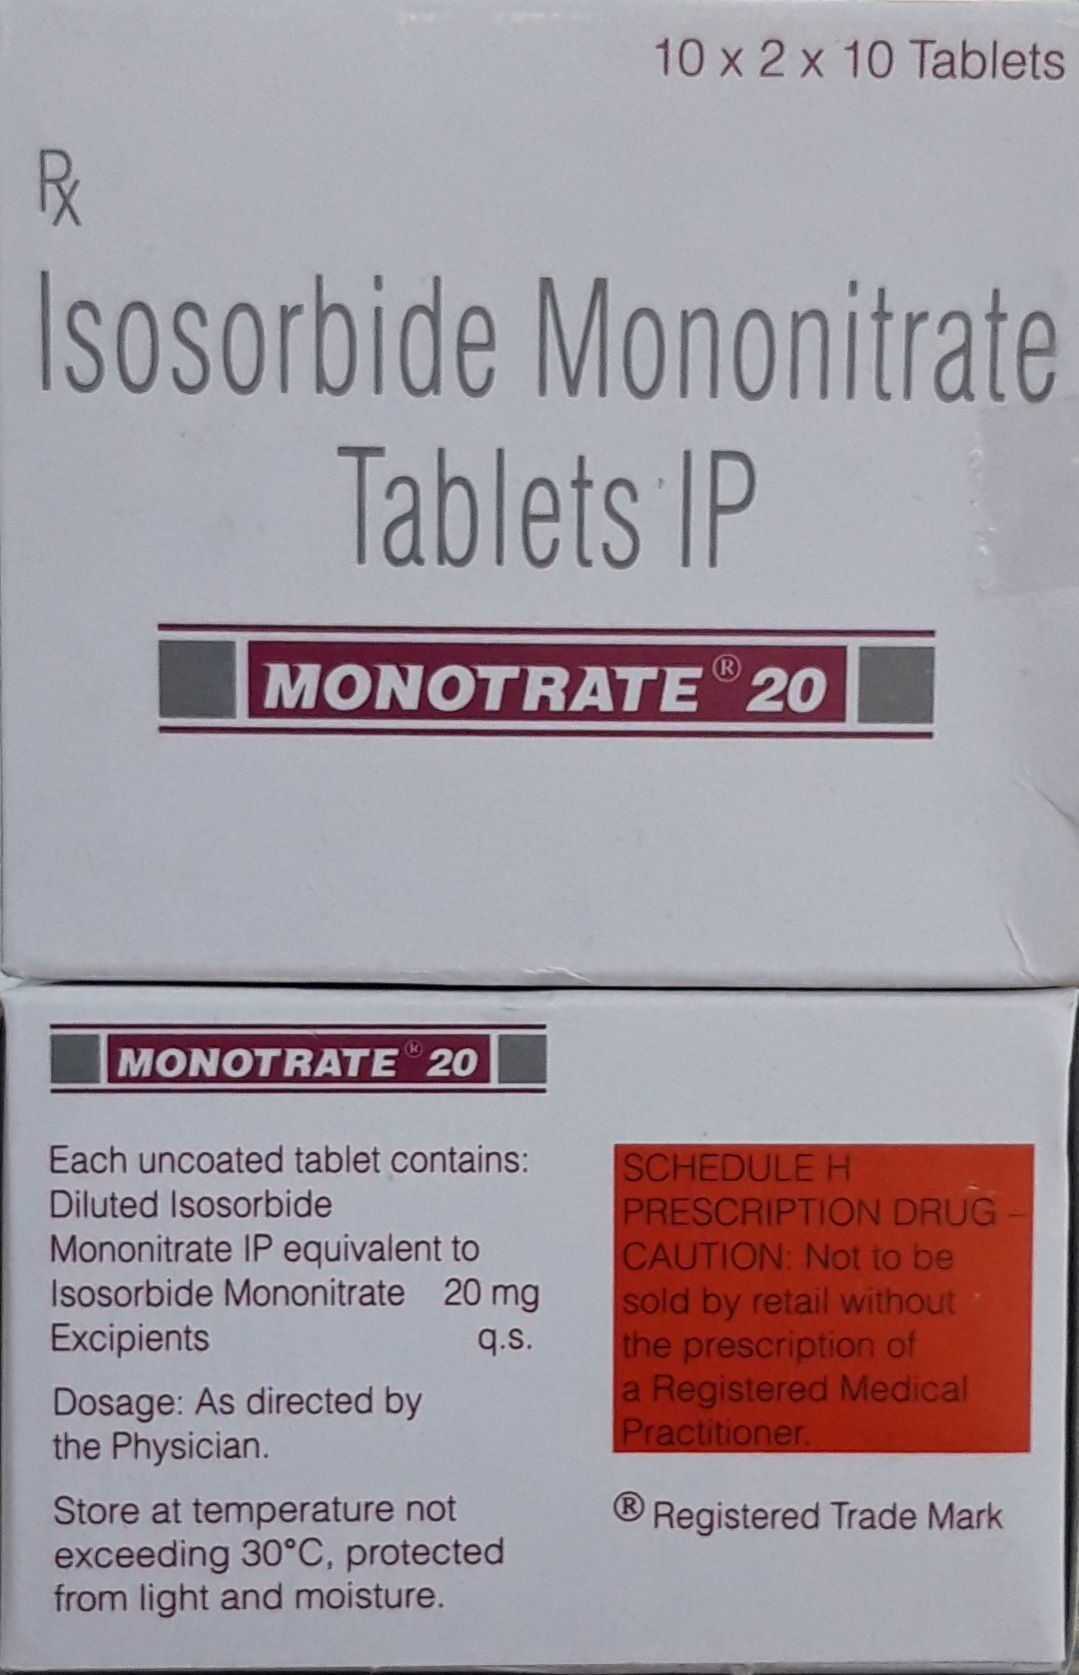 10 x 2 x 10 Tablets
Rx
Isosorbide Mononitrate
Tablets IP
MONOTRATE® 20
MONOTRATE® 20
Each uncoated tablet contains:
Diluted Isosorbide
Mononitrate IP equivalent to
Isosorbide Mononitrate 20 mg
Excipients q.s.
Dosage: As directed by
the Physician.
Store at temperature not
exceeding 30°C, protected
from light and moisture.
SCHEDULE H
PRESCRIPTION DRUG –
CAUTION: Not to be
sold by retail without
the prescription of
a Registered Medical
Practitioner.
® Registered Trade Mark